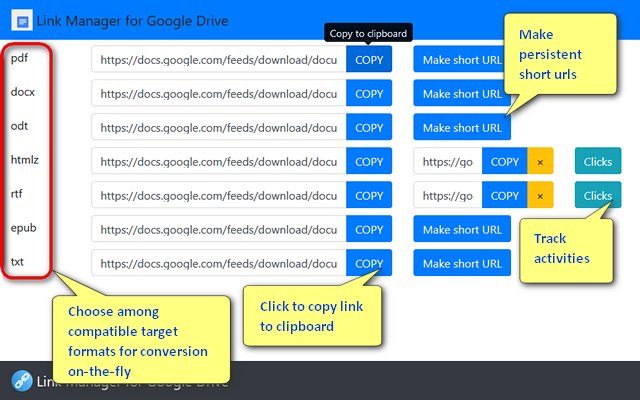 Link Manager for Google Drive
Copy to clipboard
pdf https://docs.google.com/feeds/download/docu COPY Make short URL
docx https://docs.google.com/feeds/download/docu COPY Make short URL
odt https://docs.google.com/feeds/download/docu COPY Make short URL
htmlz https://docs.google.com/feeds/download/docu COPY https://go COPY × Clicks
rtf https://docs.google.com/feeds/download/docu COPY https://go COPY × Clicks
epub https://docs.google.com/feeds/download/docu COPY Make short URL
txt https://docs.google.com/feeds/download/docu COPY Make short URL
Make
persistent
short urls
Track
activities
Click to copy link
to clipboard
Choose among
compatible target
formats for conversion
on-the-fly
Link Manager for Google Drive